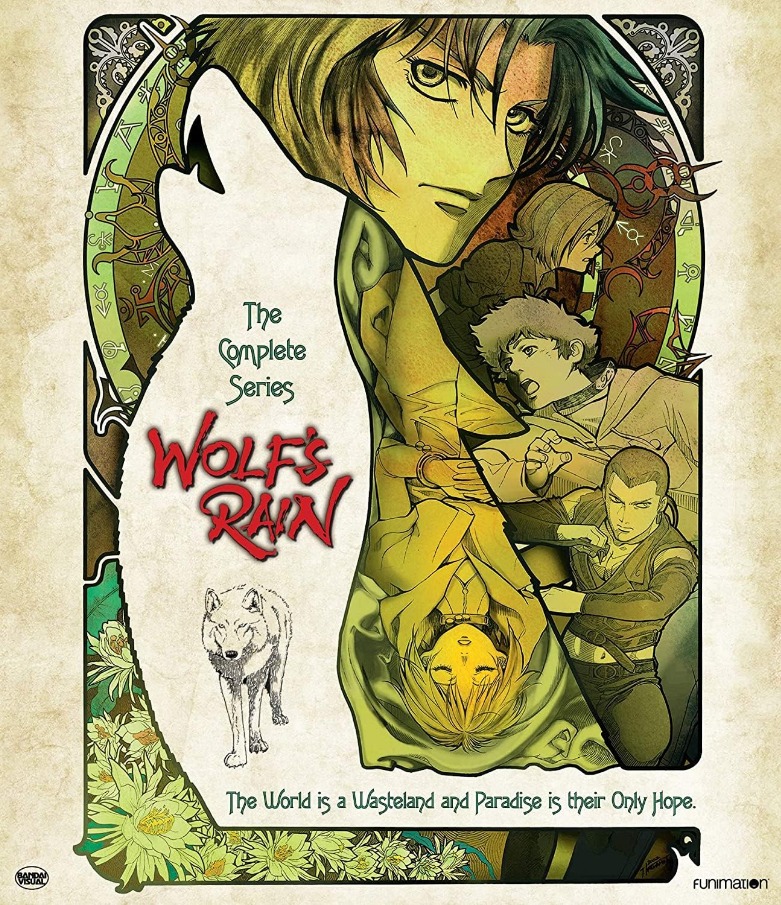 The
Complete
Series
WOLF'S
RAIN
The World is a Wasteland and Paradise is their Only Hope.
BANDAI
VISUAL
FUNIMATION